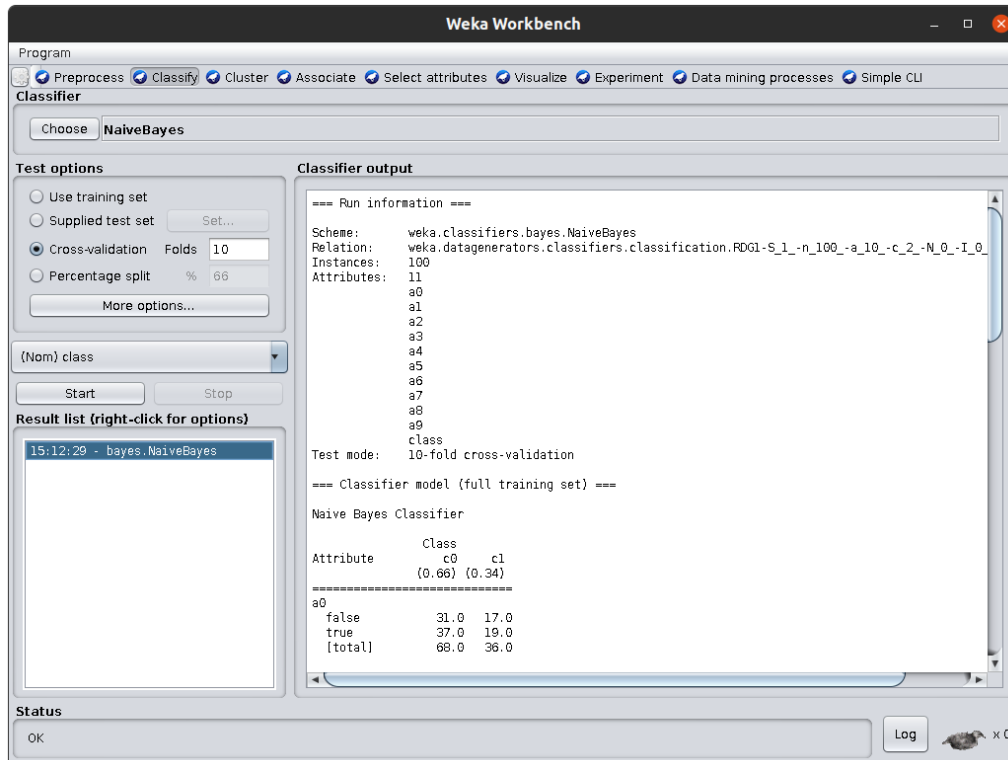 Weka Workbench
Program
Preprocess Classify Cluster Associate Select attributes Visualize Experiment Data mining processes Simple CLI
Classifier
Choose NaiveBayes
Test options
Use training set
Supplied test set Set...
Cross-validation Folds 10
Percentage split % 66
More options...
(Nom) class
Start Stop
Result list (right-click for options)
15:12:29 - bayes.NaiveBayes
Classifier output
=== Run information ===
Scheme: weka.classifiers.bayes.NaiveBayes
Relation: weka.datagenerators.classifiers.classification.RDG1-S_1_-n_100_-a_10_-c_2_-N_0_-I_0_
Instances: 100
Attributes: 11
a0
a1
a2
a3
a4
a5
a6
a7
a8
a9
class
Test mode: 10-fold cross-validation
=== Classifier model (full training set) ===
Naive Bayes Classifier
Class
Attribute c0 c1
(0.66) (0.34)
=============================
a0
false 31.0 17.0
true 37.0 19.0
[total] 68.0 36.0
Status
OK
Log
x 0